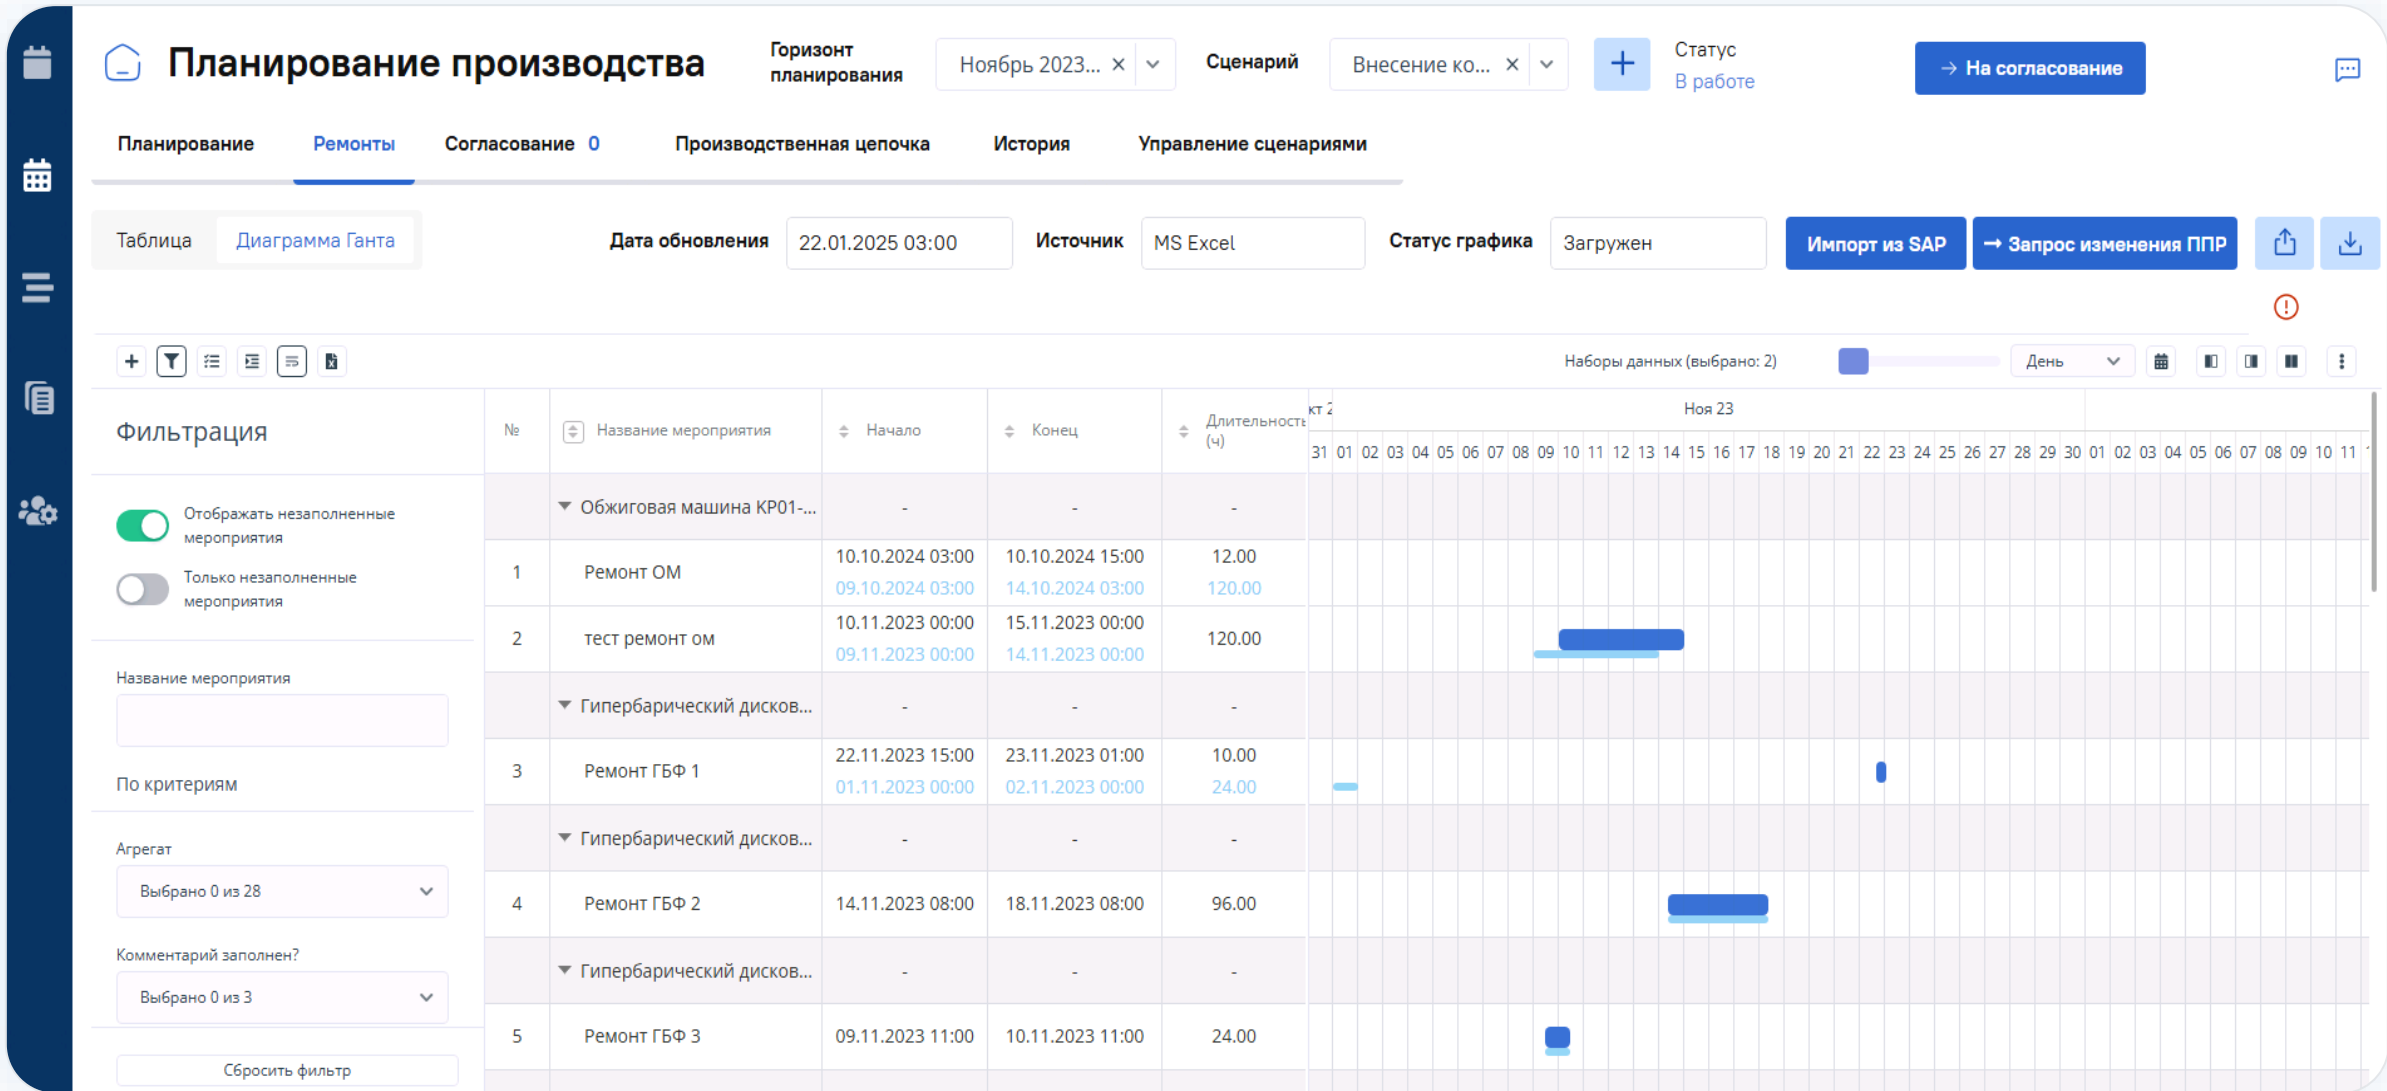 Планирование производства
Горизонт планирования
Ноябрь 2023...
Сценарий
Внесение ко...
Статус
В работе
→ На согласование
Планирование
Ремонты
Согласование 0
Производственная цепочка
История
Управление сценариями
Таблица
Диаграмма Ганта
Дата обновления
22.01.2025 03:00
Источник
MS Excel
Статус графика
Загружен
Импорт из SAP
→ Запрос изменения ППР
Наборы данных (выбрано: 2)
День
Фильтрация
Отображать незаполненные
мероприятия
Только незаполненные
мероприятия
Название мероприятия
По критериям
Агрегат
Выбрано 0 из 28
Комментарий заполнен?
Выбрано 0 из 3
Сбросить фильтр
№ Название мероприятия Начало Конец Длительность (ч)
Обжиговая машина КР01-... - - -
1 Ремонт ОМ 10.10.2024 03:00 10.10.2024 15:00 12.00
09.10.2024 03:00 14.10.2024 03:00 120.00
2 тест ремонт ом 10.11.2023 00:00 15.11.2023 00:00 120.00
09.11.2023 00:00 14.11.2023 00:00
Гипербарический дисков... - - -
3 Ремонт ГБФ 1 22.11.2023 15:00 23.11.2023 01:00 10.00
01.11.2023 00:00 02.11.2023 00:00 24.00
Гипербарический дисков... - - -
4 Ремонт ГБФ 2 14.11.2023 08:00 18.11.2023 08:00 96.00
Гипербарический дисков... - - -
5 Ремонт ГБФ 3 09.11.2023 11:00 10.11.2023 11:00 24.00
кт 2 Ноя 23
31 01 02 03 04 05 06 07 08 09 10 11 12 13 14 15 16 17 18 19 20 21 22 23 24 25 26 27 28 29 30 01 02 03 04 05 06 07 08 09 10 11